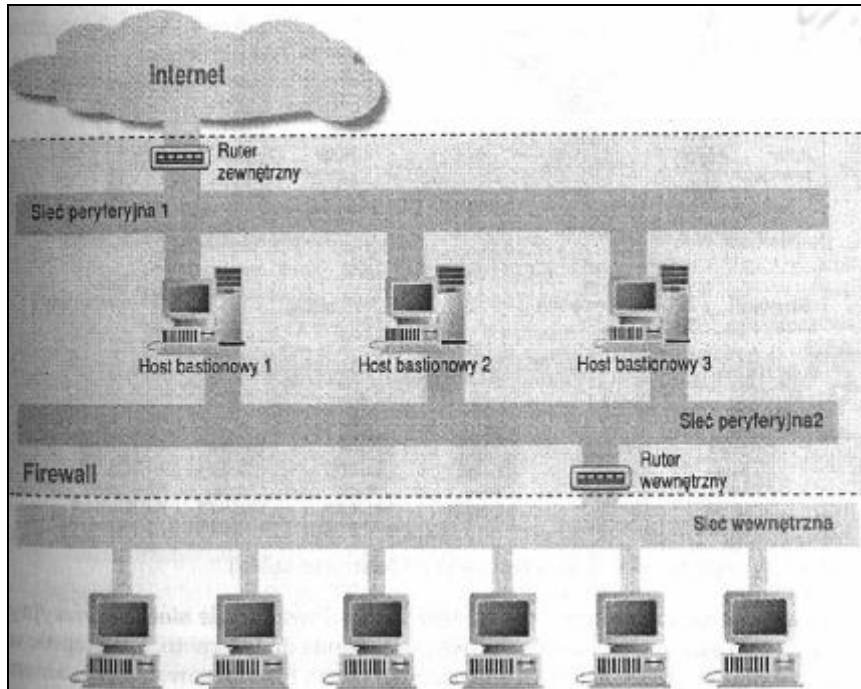 Internet
Ruter
zewnętrzny
Sieć peryferyjna 1
Host bastionowy 1
Host bastionowy 2
Host bastionowy 3
Sieć peryferyjna2
Firewall
Ruter
wewnętrzny
Sieć wewnętrzna